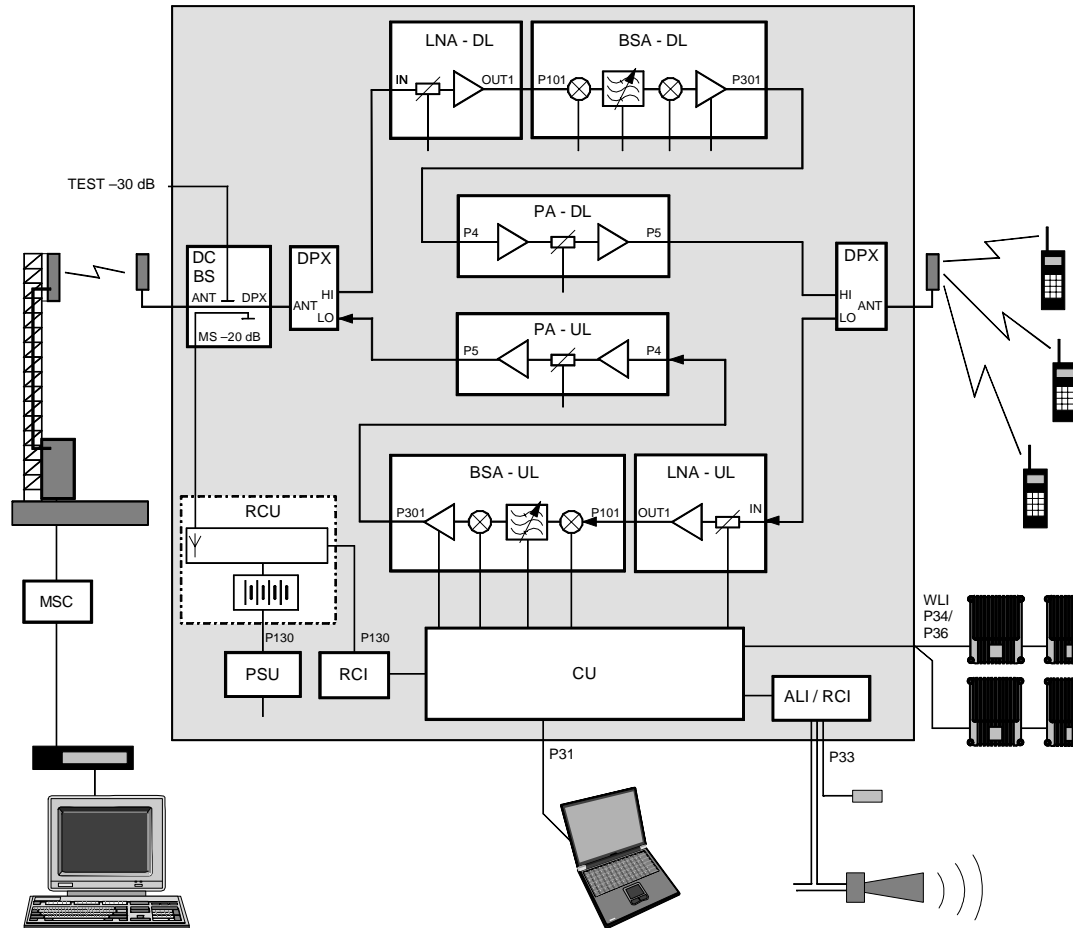 LNA - DL
BSA - DL
IN
OUT1
P101
P301
TEST –30 dB
PA - DL
P4
P5
DC
BS
ANT
DPX
MS –20 dB
DPX
HI
ANT
LO
DPX
HI
ANT
LO
PA - UL
P5
P4
BSA - UL
LNA - UL
P301
P101
OUT1
IN
RCU
MSC
P130
P130
PSU
RCI
CU
ALI / RCI
WLI
P34/
P36
P31
P33